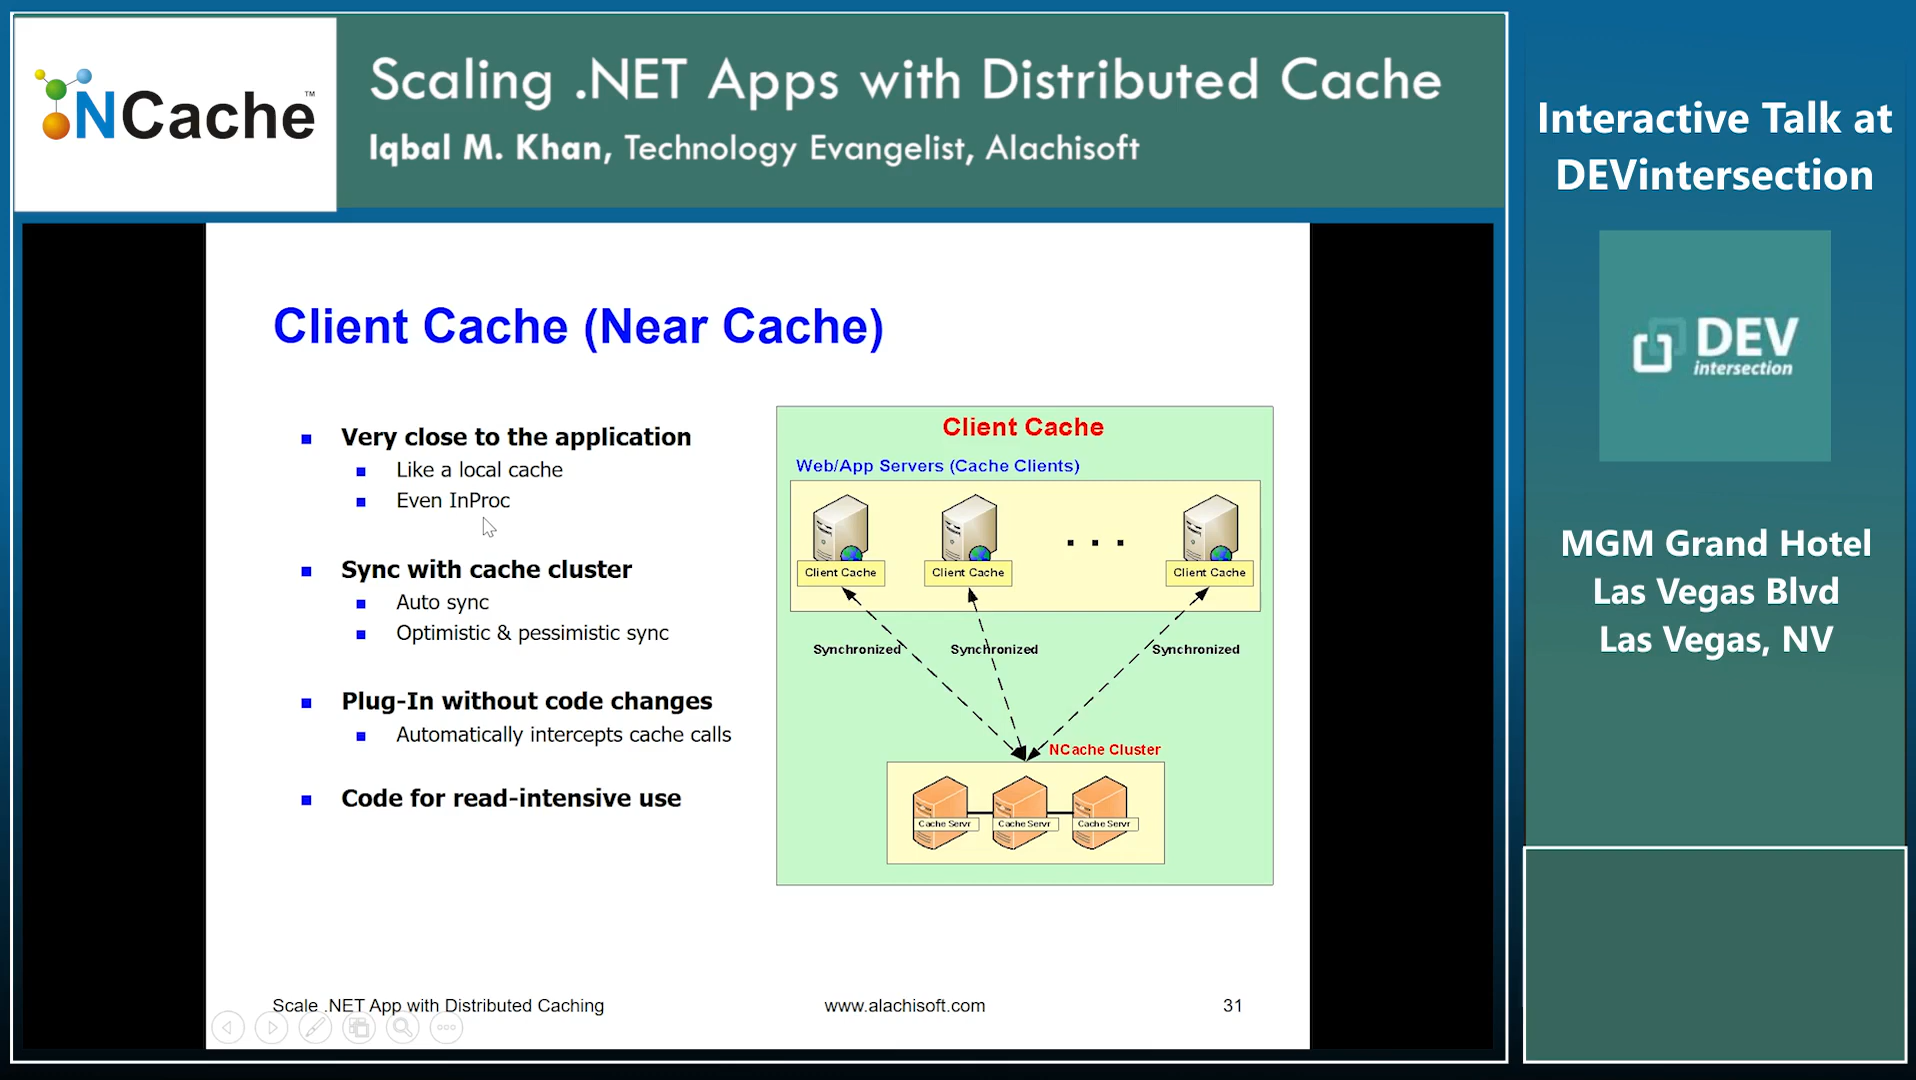 NCache™
Scaling .NET Apps with Distributed Cache
Iqbal M. Khan, Technology Evangelist, Alachisoft
Interactive Talk at
DEVintersection
DEV
intersection
MGM Grand Hotel
Las Vegas Blvd
Las Vegas, NV
Client Cache (Near Cache)
Very close to the application
Like a local cache
Even InProc
Sync with cache cluster
Auto sync
Optimistic & pessimistic sync
Plug-In without code changes
Automatically intercepts cache calls
Code for read-intensive use
Client Cache
Web/App Servers (Cache Clients)
. . .
Client Cache Client Cache Client Cache
Synchronized Synchronized Synchronized
NCache Cluster
Cache Servr Cache Servr Cache Servr
Scale .NET App with Distributed Caching www.alachisoft.com 31